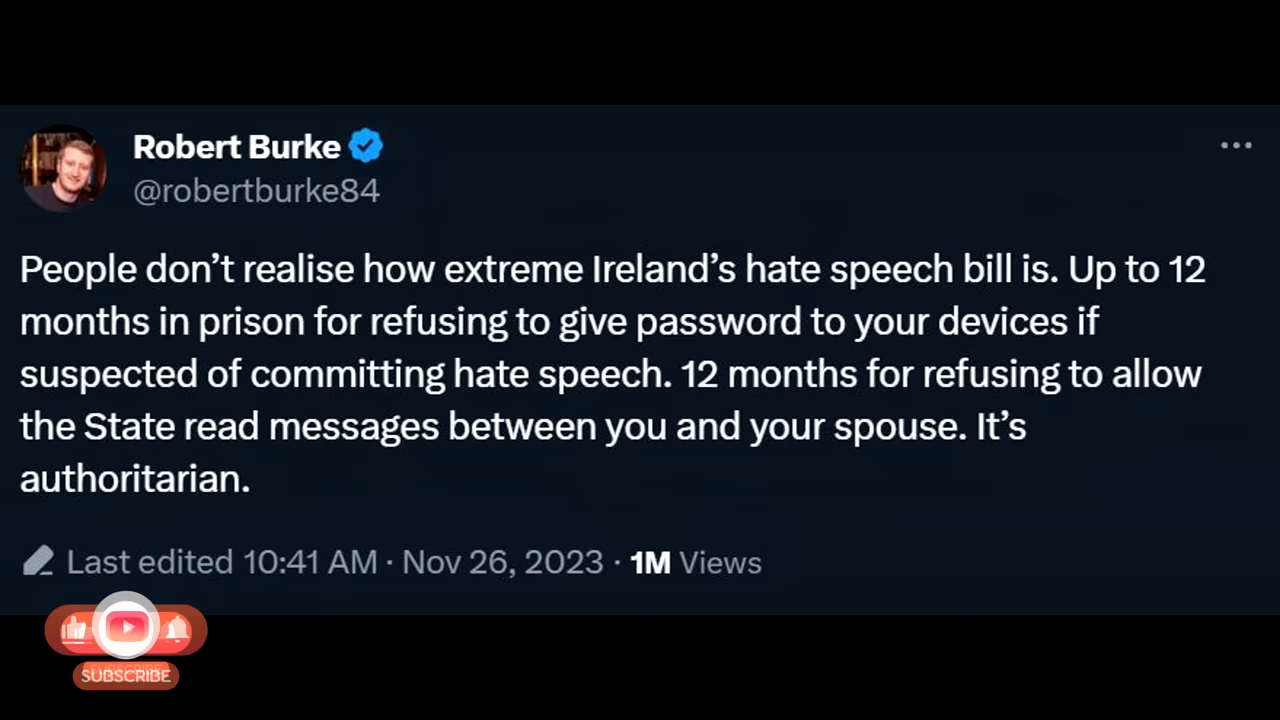 Robert Burke
@robertburke84
People don’t realise how extreme Ireland’s hate speech bill is. Up to 12
months in prison for refusing to give password to your devices if
suspected of committing hate speech. 12 months for refusing to allow
the State read messages between you and your spouse. It’s
authoritarian.
Last edited 10:41 AM · Nov 26, 2023 · 1M Views
SUBSCRIBE